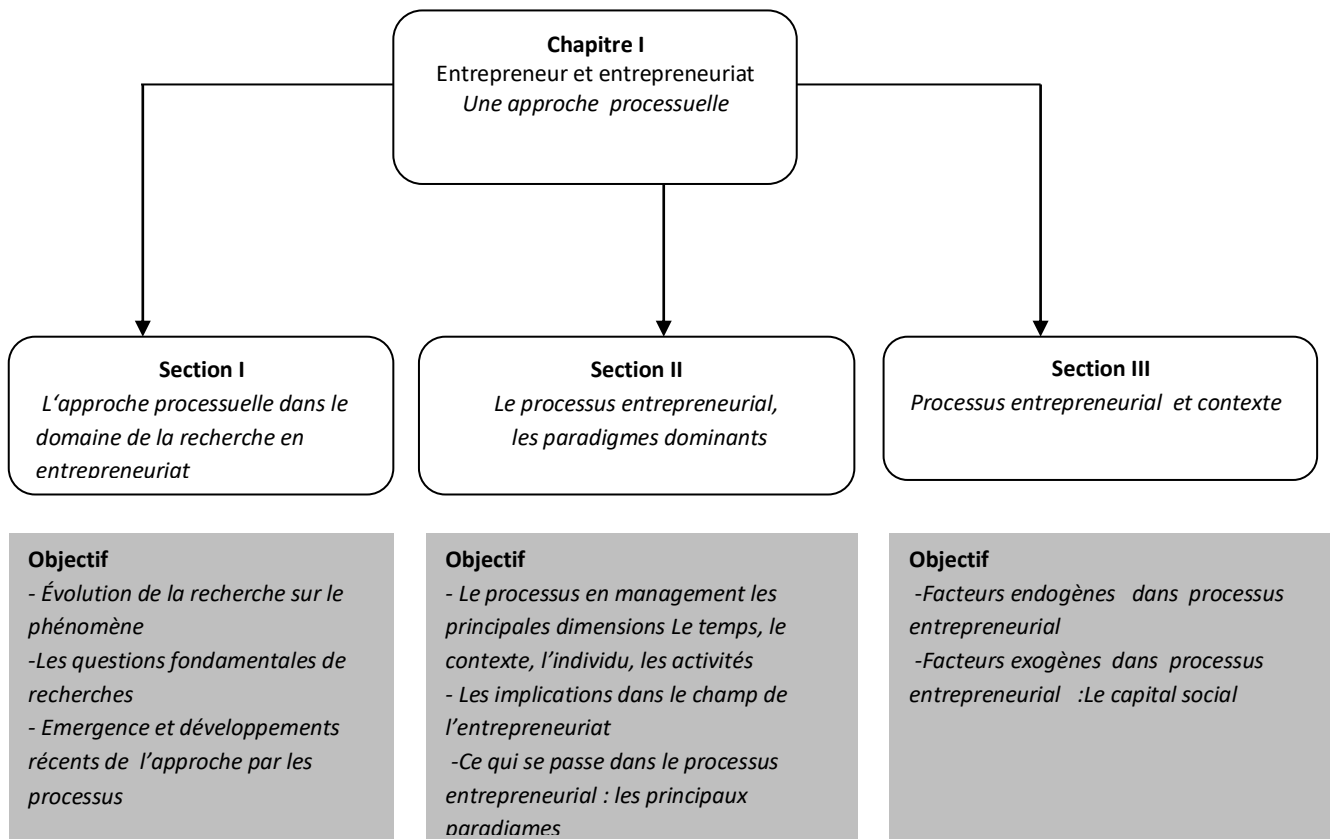 Chapitre I
Entrepreneur et entrepreneuriat
Une approche processuelle
Section I
L‘approche processuelle dans le
domaine de la recherche en
entrepreneuriat
Section II
Le processus entrepreneurial,
les paradigmes dominants
Section III
Processus entrepreneurial et contexte
Objectif
- Évolution de la recherche sur le
phénomène
-Les questions fondamentales de
recherches
- Emergence et développements
récents de l’approche par les
processus
Objectif
- Le processus en management les
principales dimensions Le temps, le
contexte, l’individu, les activités
- Les implications dans le champ de
l’entrepreneuriat
-Ce qui se passe dans le processus
entrepreneurial : les principaux
paradigmes
Objectif
-Facteurs endogènes dans processus
entrepreneurial
-Facteurs exogènes dans processus
entrepreneurial :Le capital social